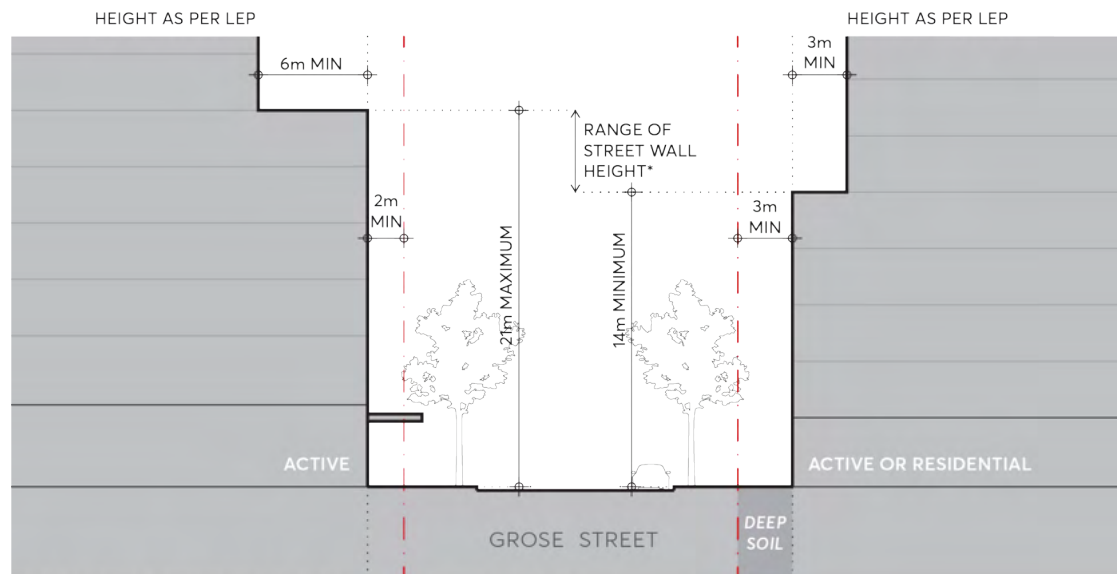 HEIGHT AS PER LEP
HEIGHT AS PER LEP
6m MIN
3m
MIN
RANGE OF
STREET WALL
HEIGHT*
2m
MIN
3m
MIN
21m MAXIMUM
14m MINIMUM
ACTIVE
ACTIVE OR RESIDENTIAL
GROSE STREET
DEEP
SOIL